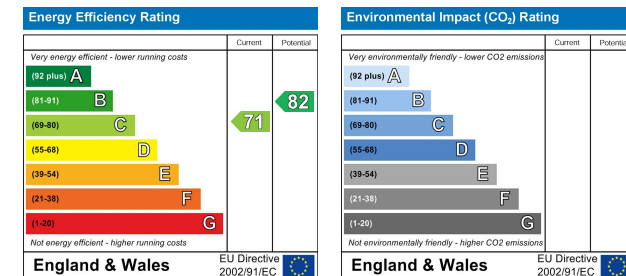 Energy Efficiency Rating
Current Potential
Very energy efficient - lower running costs
(92 plus) A
(81-91) B
82
(69-80) C
71
(55-68) D
(39-54) E
(21-38) F
(1-20) G
Not energy efficient - higher running costs
England & Wales
EU Directive
2002/91/EC
Environmental Impact (CO₂) Rating
Current Potential
Very environmentally friendly - lower CO2 emissions
(92 plus) A
(81-91) B
(69-80) C
(55-68) D
(39-54) E
(21-38) F
(1-20) G
Not environmentally friendly - higher CO2 emissions
England & Wales
EU Directive
2002/91/EC